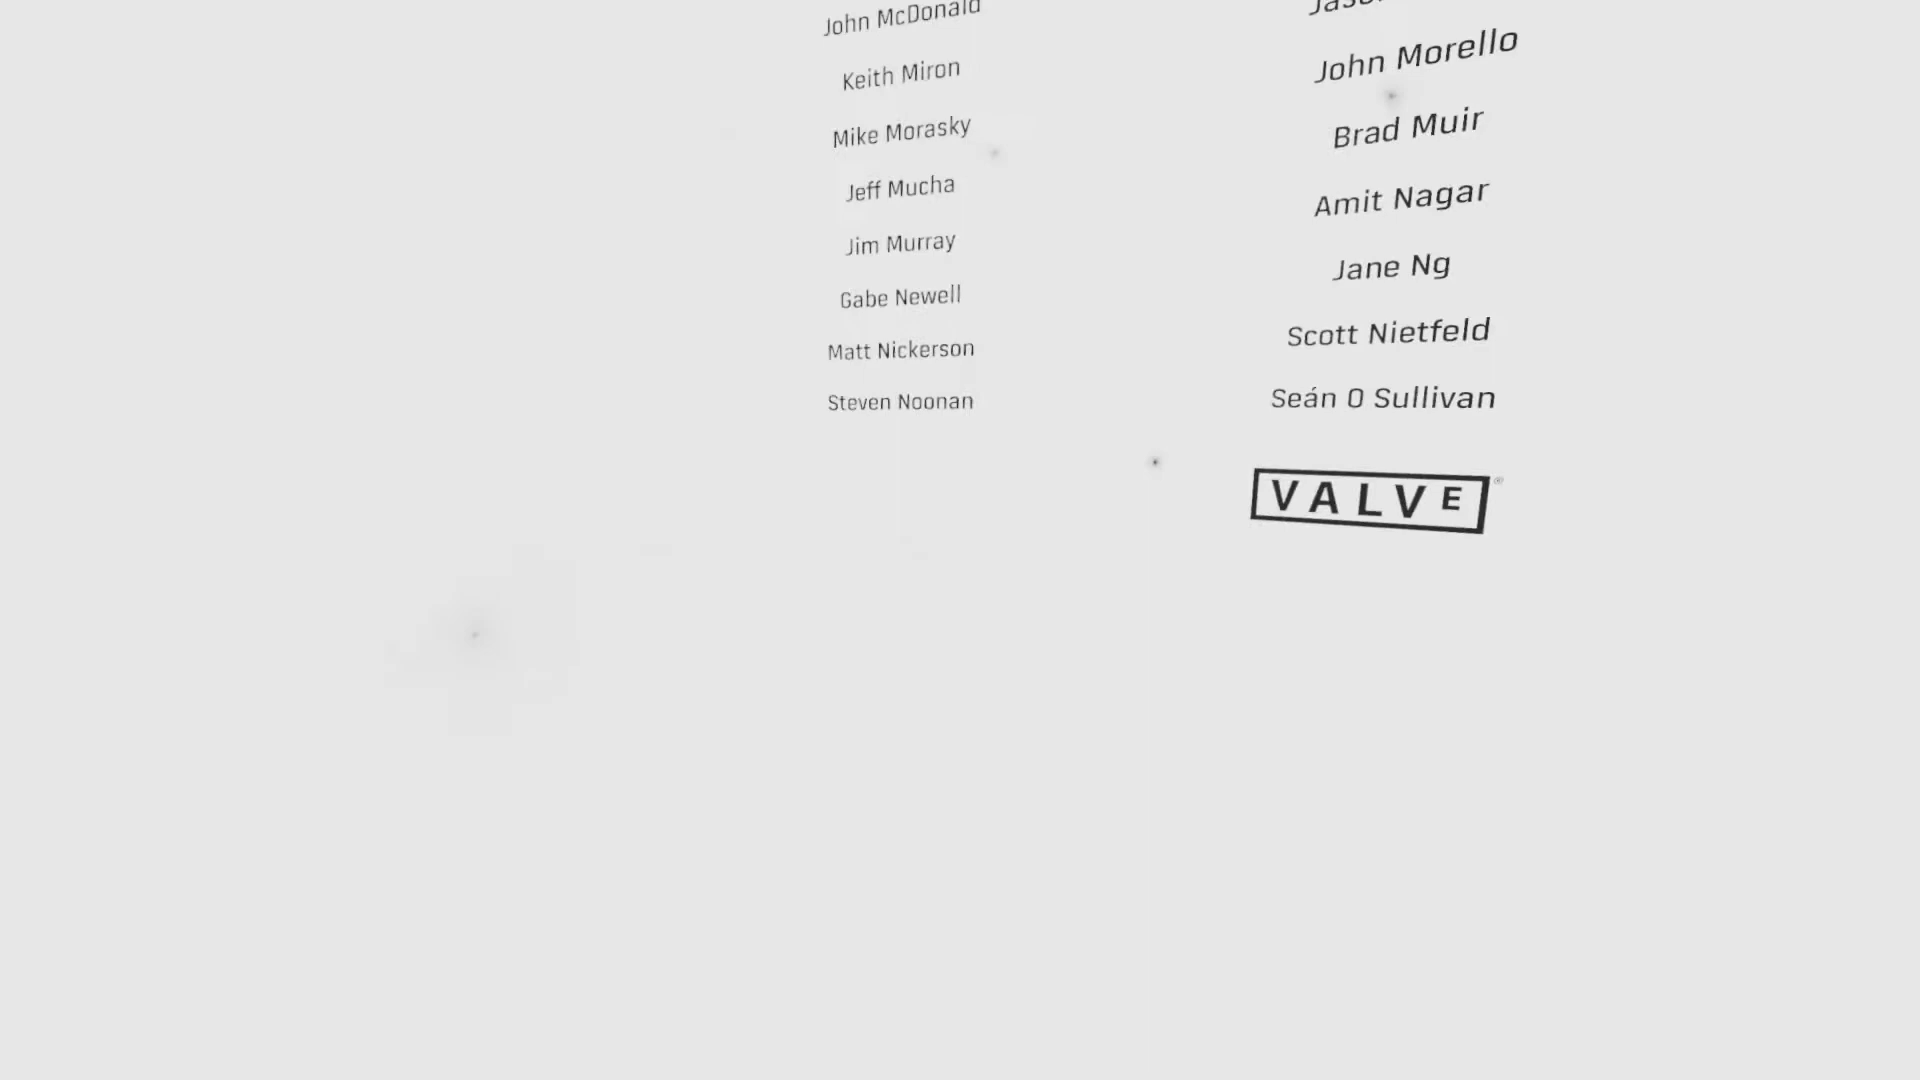 John McDonald
Keith Miron
Mike Morasky
Jeff Mucha
Jim Murray
Gabe Newell
Matt Nickerson
Steven Noonan
John Morello
Brad Muir
Amit Nagar
Jane Ng
Scott Nietfeld
Seán O Sullivan
VALVE®